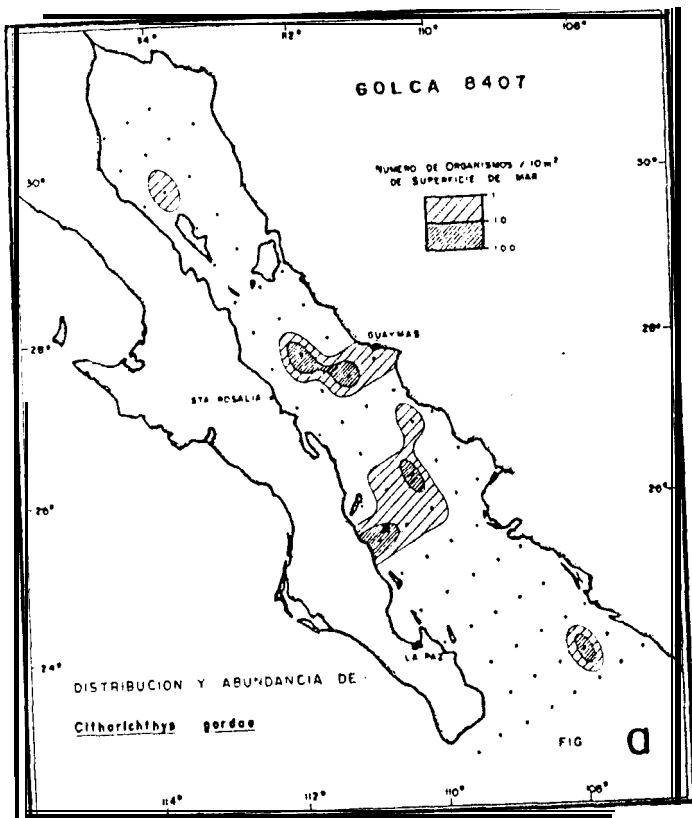 114° 112° 110° 108°
GOLCA 8407
NUMERO DE ORGANISMOS / 10 m²
DE SUPERFICIE DE MAR
1
10
100
30° 30°
GUAYMAS
28° 28°
STA ROSALIA
26° 26°
LA PAZ
24°
DISTRIBUCION Y ABUNDANCIA DE
Citharichthys gordae
FIG a
114° 112° 110° 108°